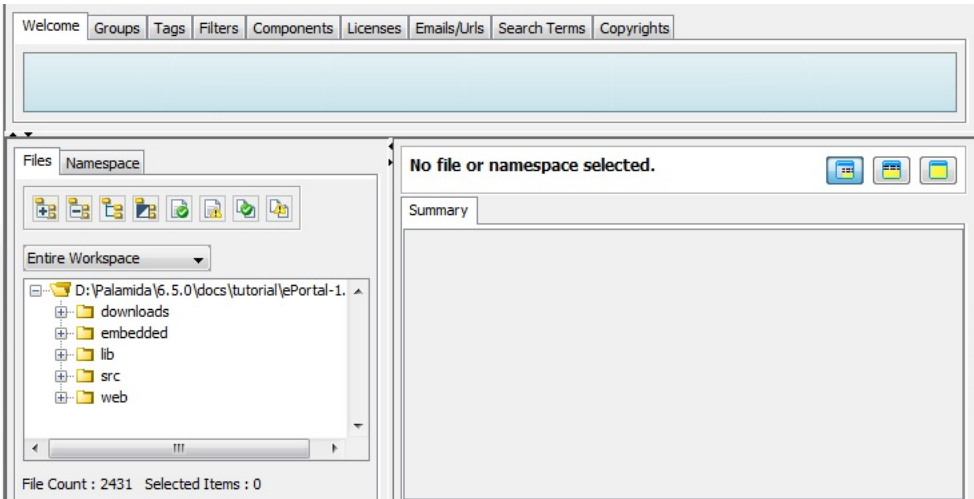 Welcome Groups Tags Filters Components Licenses Emails/Urls Search Terms Copyrights
Files Namespace
No file or namespace selected.
Summary
Entire Workspace
D:\Palamida\6.5.0\docs\tutorial\ePortal-1.
downloads
embedded
lib
src
web
File Count : 2431 Selected Items : 0